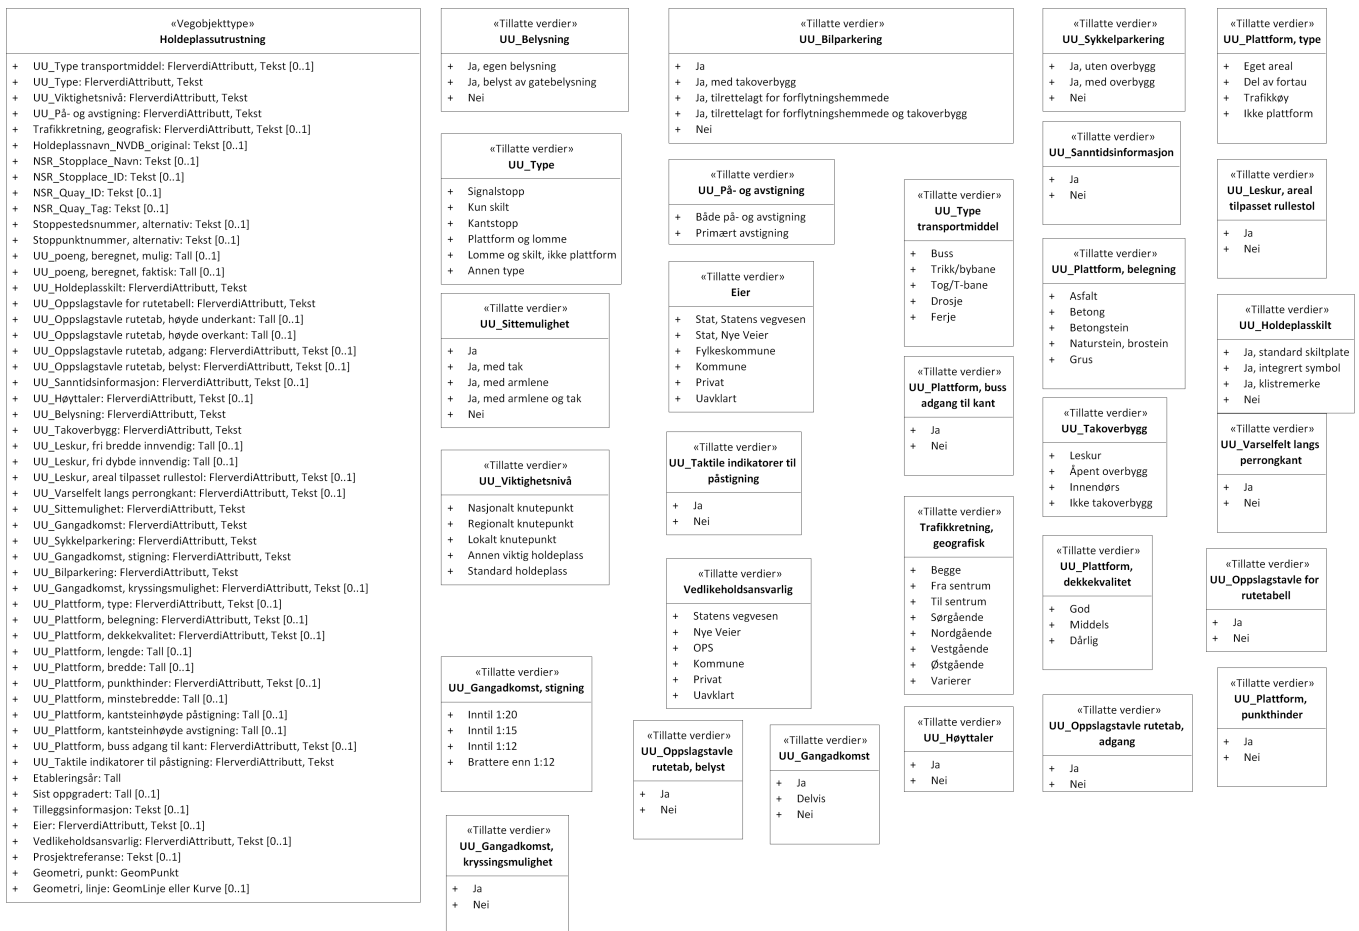 «Vegobjekttype»
Holdeplassutrustning
+ UU_Type transportmiddel: FlerverdiAttributt, Tekst [0..1]
+ UU_Type: FlerverdiAttributt, Tekst
+ UU_Viktighetsnivå: FlerverdiAttributt, Tekst
+ UU_På- og avstigning: FlerverdiAttributt, Tekst
+ Trafikkretning, geografisk: FlerverdiAttributt, Tekst [0..1]
+ Holdeplassnavn_NVDB_original: Tekst [0..1]
+ NSR_Stopplace_Navn: Tekst [0..1]
+ NSR_Stopplace_ID: Tekst [0..1]
+ NSR_Quay_ID: Tekst [0..1]
+ NSR_Quay_Tag: Tekst [0..1]
+ Stoppestedsnummer, alternativ: Tekst [0..1]
+ Stoppunktnummer, alternativ: Tekst [0..1]
+ UU_poeng, beregnet, mulig: Tall [0..1]
+ UU_poeng, beregnet, faktisk: Tall [0..1]
+ UU_Holdeplasskilt: FlerverdiAttributt, Tekst
+ UU_Oppslagstavle for rutetabell: FlerverdiAttributt, Tekst
+ UU_Oppslagstavle rutetab, høyde underkant: Tall [0..1]
+ UU_Oppslagstavle rutetab, høyde overkant: Tall [0..1]
+ UU_Oppslagstavle rutetab, adgang: FlerverdiAttributt, Tekst [0..1]
+ UU_Oppslagstavle rutetab, belyst: FlerverdiAttributt, Tekst [0..1]
+ UU_Sanntidsinformasjon: FlerverdiAttributt, Tekst [0..1]
+ UU_Høyttaler: FlerverdiAttributt, Tekst [0..1]
+ UU_Belysning: FlerverdiAttributt, Tekst
+ UU_Takoverbygg: FlerverdiAttributt, Tekst
+ UU_Leskur, fri bredde innvendig: Tall [0..1]
+ UU_Leskur, fri dybde innvendig: Tall [0..1]
+ UU_Leskur, areal tilpasset rullestol: FlerverdiAttributt, Tekst [0..1]
+ UU_Varselfelt langs perrongkant: FlerverdiAttributt, Tekst [0..1]
+ UU_Sittemulighet: FlerverdiAttributt, Tekst
+ UU_Gangadkomst: FlerverdiAttributt, Tekst
+ UU_Sykkelparkering: FlerverdiAttributt, Tekst
+ UU_Gangadkomst, stigning: FlerverdiAttributt, Tekst
+ UU_Bilparkering: FlerverdiAttributt, Tekst
+ UU_Gangadkomst, kryssingsmulighet: FlerverdiAttributt, Tekst [0..1]
+ UU_Plattform, type: FlerverdiAttributt, Tekst [0..1]
+ UU_Plattform, belegning: FlerverdiAttributt, Tekst [0..1]
+ UU_Plattform, dekkekvalitet: FlerverdiAttributt, Tekst [0..1]
+ UU_Plattform, lengde: Tall [0..1]
+ UU_Plattform, bredde: Tall [0..1]
+ UU_Plattform, punkthinder: FlerverdiAttributt, Tekst [0..1]
+ UU_Plattform, minstebredde: Tall [0..1]
+ UU_Plattform, kantsteinhøyde påstigning: Tall [0..1]
+ UU_Plattform, kantsteinhøyde avstigning: Tall [0..1]
+ UU_Plattform, buss adgang til kant: FlerverdiAttributt, Tekst [0..1]
+ UU_Taktile indikatorer til påstigning: FlerverdiAttributt, Tekst
+ Etableringsår: Tall
+ Sist oppgradert: Tall [0..1]
+ Tilleggsinformasjon: Tekst [0..1]
+ Eier: FlerverdiAttributt, Tekst [0..1]
+ Vedlikeholdsansvarlig: FlerverdiAttributt, Tekst [0..1]
+ Prosjektreferanse: Tekst [0..1]
+ Geometri, punkt: GeomPunkt
+ Geometri, linje: GeomLinje eller Kurve [0..1]
«Tillatte verdier»
UU_Belysning
+ Ja, egen belysning
+ Ja, belyst av gatebelysning
+ Nei
«Tillatte verdier»
UU_Type
+ Signalstopp
+ Kun skilt
+ Kantstopp
+ Plattform og lomme
+ Lomme og skilt, ikke plattform
+ Annen type
«Tillatte verdier»
UU_Sittemulighet
+ Ja
+ Ja, med tak
+ Ja, med armlene
+ Ja, med armlene og tak
+ Nei
«Tillatte verdier»
UU_Viktighetsnivå
+ Nasjonalt knutepunkt
+ Regionalt knutepunkt
+ Lokalt knutepunkt
+ Annen viktig holdeplass
+ Standard holdeplass
«Tillatte verdier»
UU_Gangadkomst, stigning
+ Inntil 1:20
+ Inntil 1:15
+ Inntil 1:12
+ Brattere enn 1:12
«Tillatte verdier»
UU_Gangadkomst,
kryssingsmulighet
+ Ja
+ Nei
«Tillatte verdier»
UU_Bilparkering
+ Ja
+ Ja, med takoverbygg
+ Ja, tilrettelagt for forflytningshemmede
+ Ja, tilrettelagt for forflytningshemmede og takoverbygg
+ Nei
«Tillatte verdier»
UU_På- og avstigning
+ Både på- og avstigning
+ Primært avstigning
«Tillatte verdier»
Eier
+ Stat, Statens vegvesen
+ Stat, Nye Veier
+ Fylkeskommune
+ Kommune
+ Privat
+ Uavklart
«Tillatte verdier»
UU_Taktile indikatorer til
påstigning
+ Ja
+ Nei
«Tillatte verdier»
Vedlikeholdsansvarlig
+ Statens vegvesen
+ Nye Veier
+ OPS
+ Kommune
+ Privat
+ Uavklart
«Tillatte verdier»
UU_Oppslagstavle
rutetab, belyst
+ Ja
+ Nei
«Tillatte verdier»
UU_Gangadkomst
+ Ja
+ Delvis
+ Nei
«Tillatte verdier»
UU_Type
transportmiddel
+ Buss
+ Trikk/bybane
+ Tog/T-bane
+ Drosje
+ Ferje
«Tillatte verdier»
UU_Plattform, buss
adgang til kant
+ Ja
+ Nei
«Tillatte verdier»
Trafikkretning,
geografisk
+ Begge
+ Fra sentrum
+ Til sentrum
+ Sørgående
+ Nordgående
+ Vestgående
+ Østgående
+ Varierer
«Tillatte verdier»
UU_Høyttaler
+ Ja
+ Nei
«Tillatte verdier»
UU_Sykkelparkering
+ Ja, uten overbygg
+ Ja, med overbygg
+ Nei
«Tillatte verdier»
UU_Sanntidsinformasjon
+ Ja
+ Nei
«Tillatte verdier»
UU_Plattform, belegning
+ Asfalt
+ Betong
+ Betongstein
+ Naturstein, brostein
+ Grus
«Tillatte verdier»
UU_Takoverbygg
+ Leskur
+ Åpent overbygg
+ Innendørs
+ Ikke takoverbygg
«Tillatte verdier»
UU_Plattform,
dekkekvalitet
+ God
+ Middels
+ Dårlig
«Tillatte verdier»
UU_Oppslagstavle rutetab,
adgang
+ Ja
+ Nei
«Tillatte verdier»
UU_Plattform, type
+ Eget areal
+ Del av fortau
+ Trafikkøy
+ Ikke plattform
«Tillatte verdier»
UU_Leskur, areal
tilpasset rullestol
+ Ja
+ Nei
«Tillatte verdier»
UU_Holdeplasskilt
+ Ja, standard skiltplate
+ Ja, integrert symbol
+ Ja, klistremerke
+ Nei
«Tillatte verdier»
UU_Varselfelt langs
perrongkant
+ Ja
+ Nei
«Tillatte verdier»
UU_Oppslagstavle for
rutetabell
+ Ja
+ Nei
«Tillatte verdier»
UU_Plattform,
punkthinder
+ Ja
+ Nei